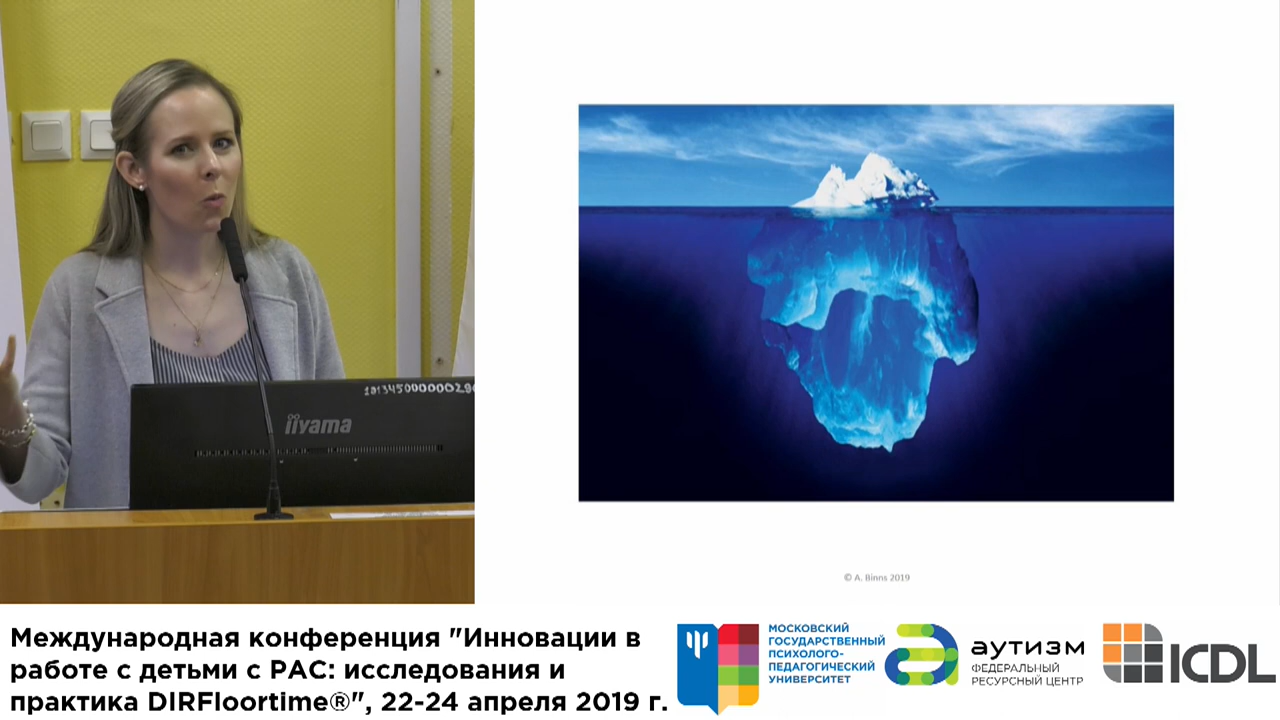 iiyama
© A. Binns 2019
Международная конференция "Инновации в
работе с детьми с РАС: исследования и
практика DIRFloortime®", 22-24 апреля 2019 г.
МОСКОВСКИЙ
ГОСУДАРСТВЕННЫЙ
ПСИХОЛОГО-
ПЕДАГОГИЧЕСКИЙ
УНИВЕРСИТЕТ
аутизм
ФЕДЕРАЛЬНЫЙ
РЕСУРСНЫЙ ЦЕНТР
ICDL